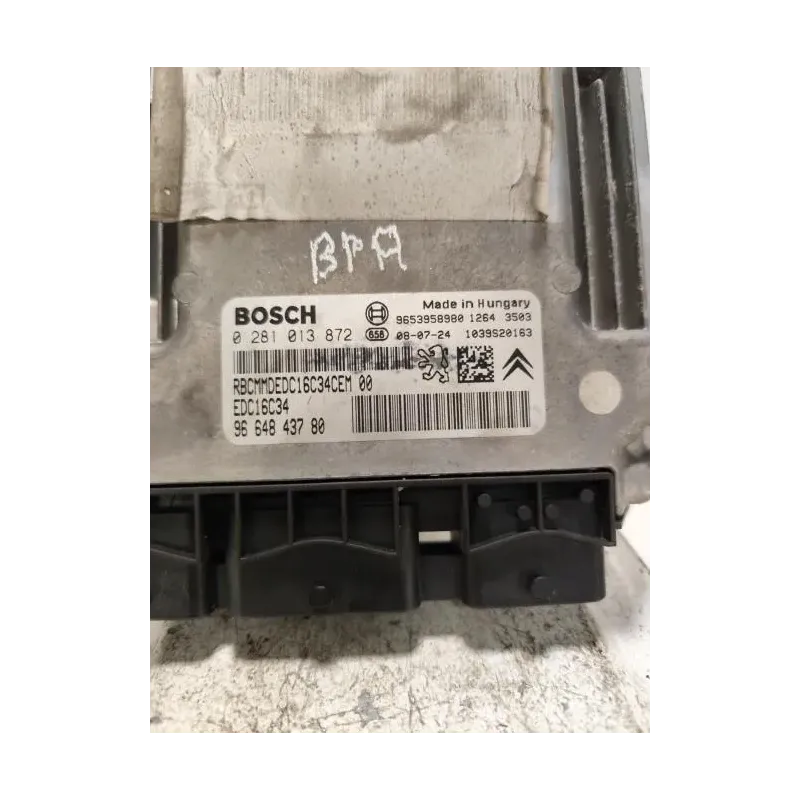 BPA
BOSCH Made in Hungary
9653958980 1264 3503
0 281 013 872 658 08-07-24 1039S20163
RBCMMDEDC16C34CEM 00
EDC16C34
96 648 437 80